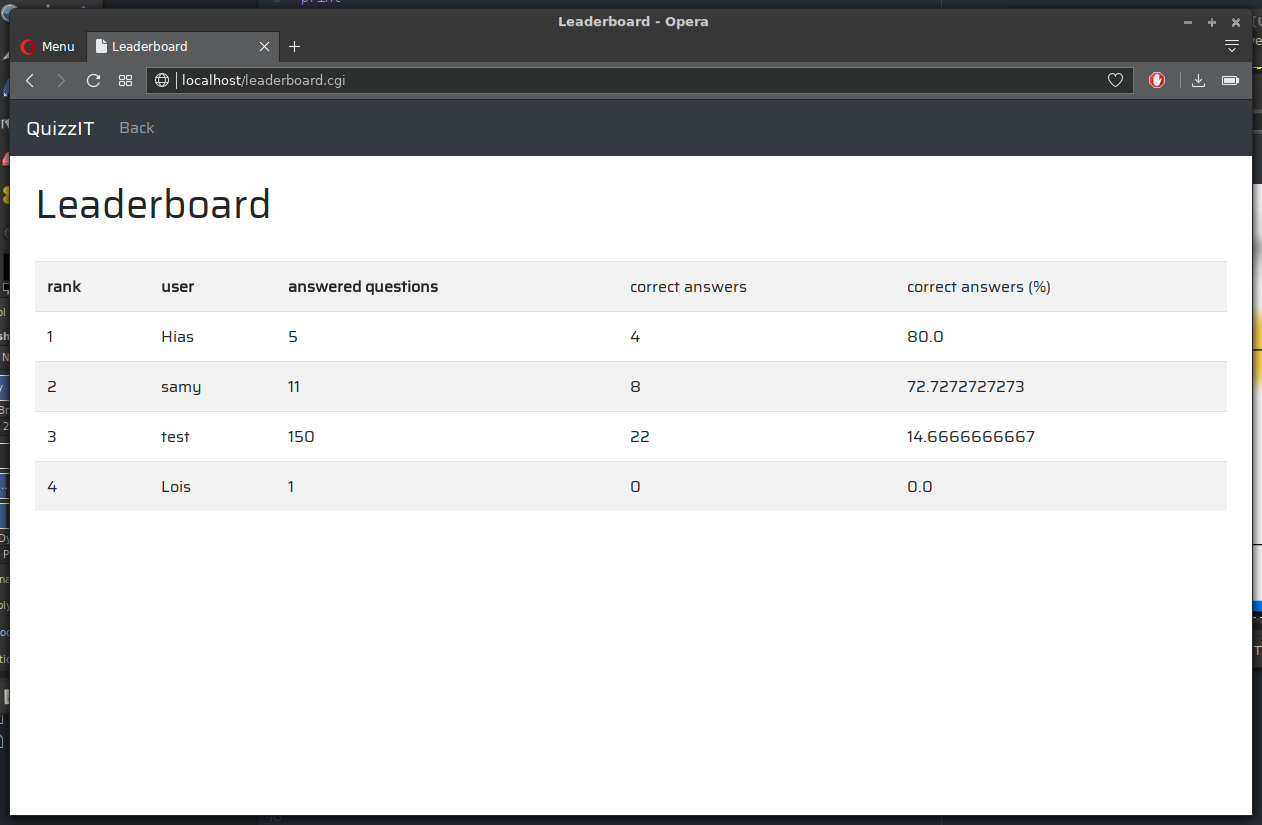 print
Leaderboard - Opera
Menu Leaderboard
localhost/leaderboard.cgi
QuizzIT Back
Leaderboard
rank user answered questions correct answers correct answers (%)
1 Hias 5 4 80.0
2 samy 11 8 72.7272727273
3 test 150 22 14.6666666667
4 Lois 1 0 0.0